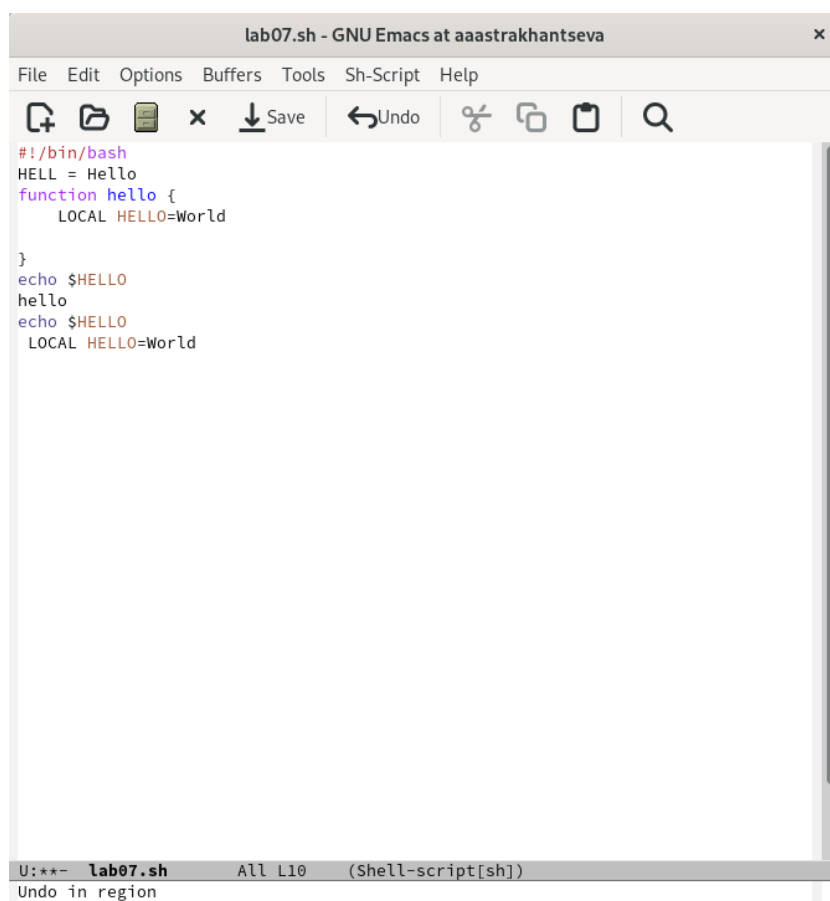 lab07.sh - GNU Emacs at aaastrakhantseva ×
File Edit Options Buffers Tools Sh-Script Help
Save Undo
#!/bin/bash
HELL = Hello
function hello {
    LOCAL HELLO=World

}
echo $HELLO
hello
echo $HELLO
 LOCAL HELLO=World
U:**- lab07.sh All L10 (Shell-script[sh])
Undo in region